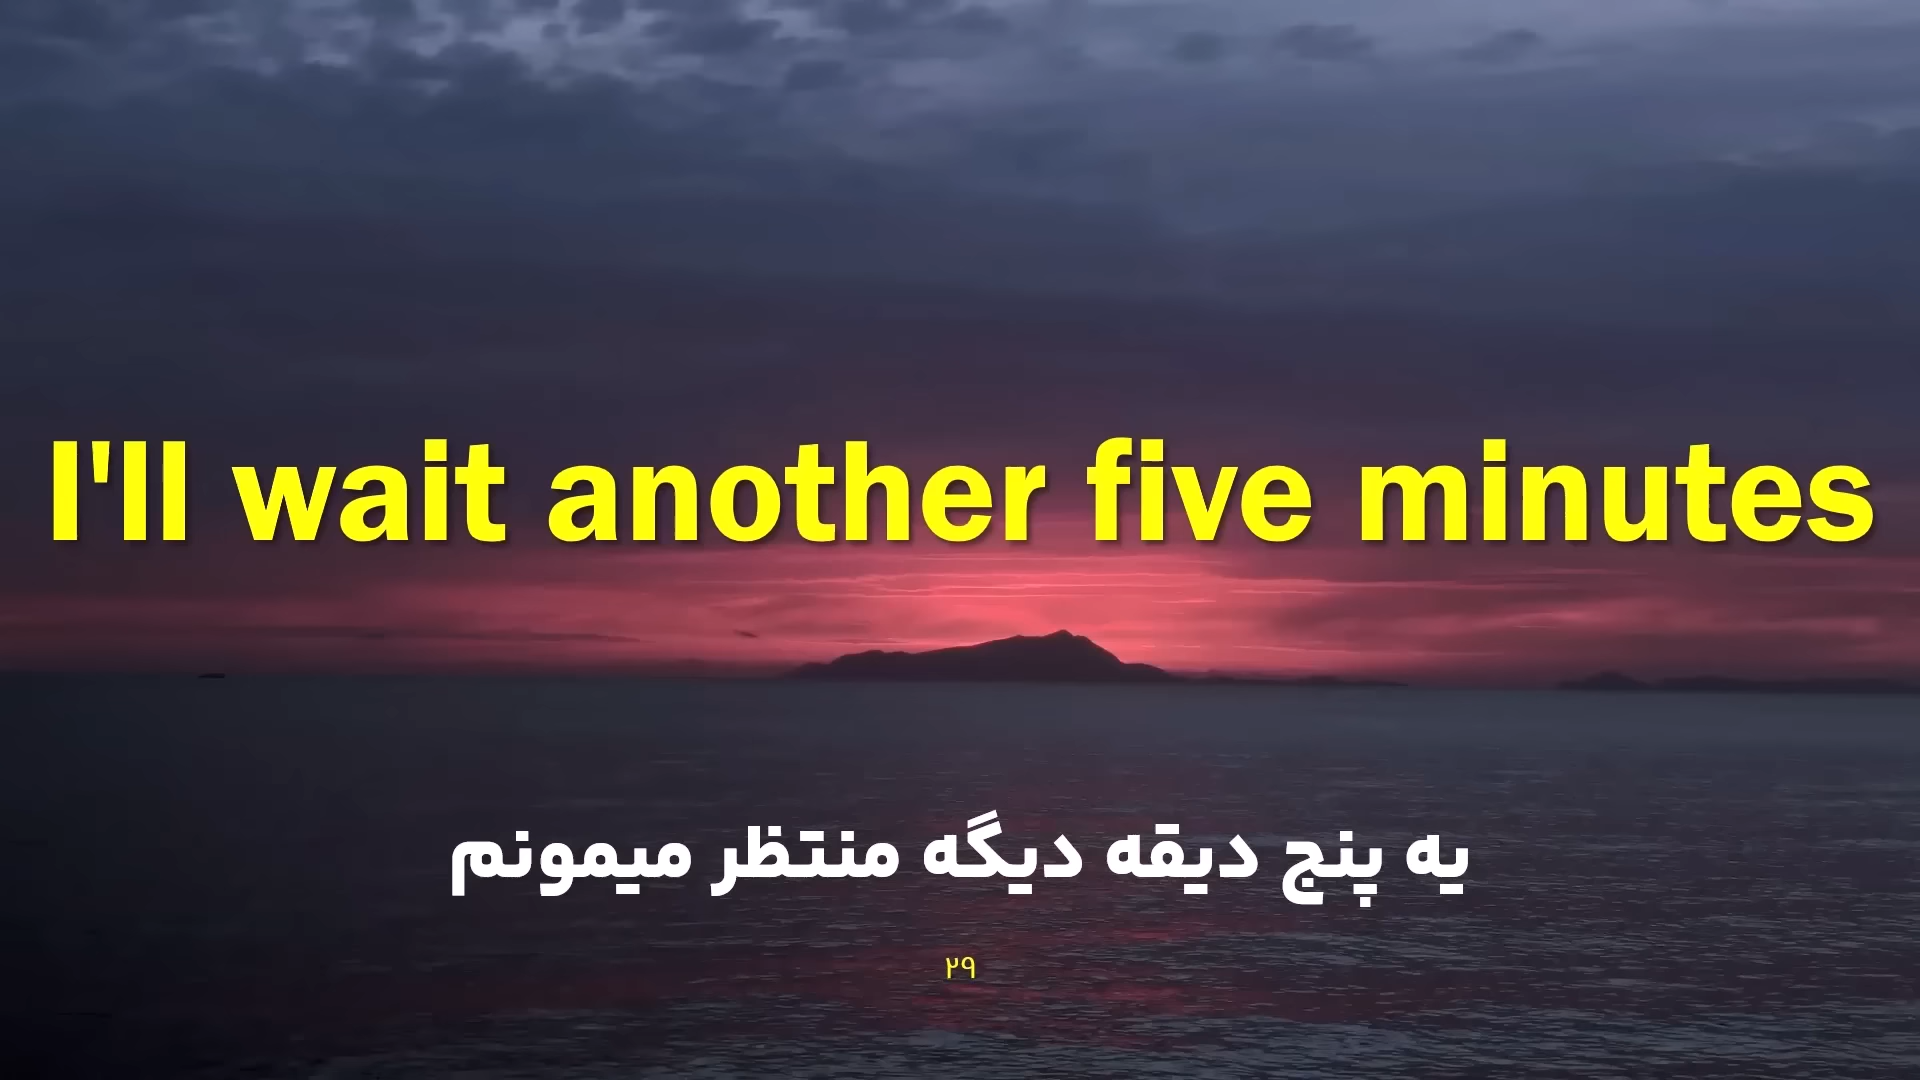 I'll wait another five minutes
یه پنج دیقه دیگه منتظر میمونم
۲۹